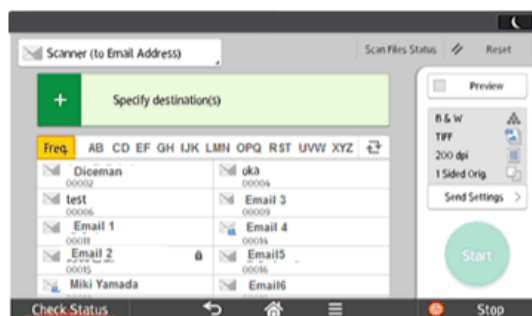 Scanner (to Email Address)
Scan Files Status
Reset
+ Specify destination(s)
Preview
B & W
TIFF
200 dpi
1 Sided Orig.
Send Settings >
Start
Freq. AB CD EF GH IJK LMN OPQ RST UVW XYZ
Diceman
00002
oka
00004
test
00006
Email 3
00009
Email 1
00011
Email 4
00014
Email 2
00015
Email5
00016
Miki Yamada
Email6
Check Status
Stop